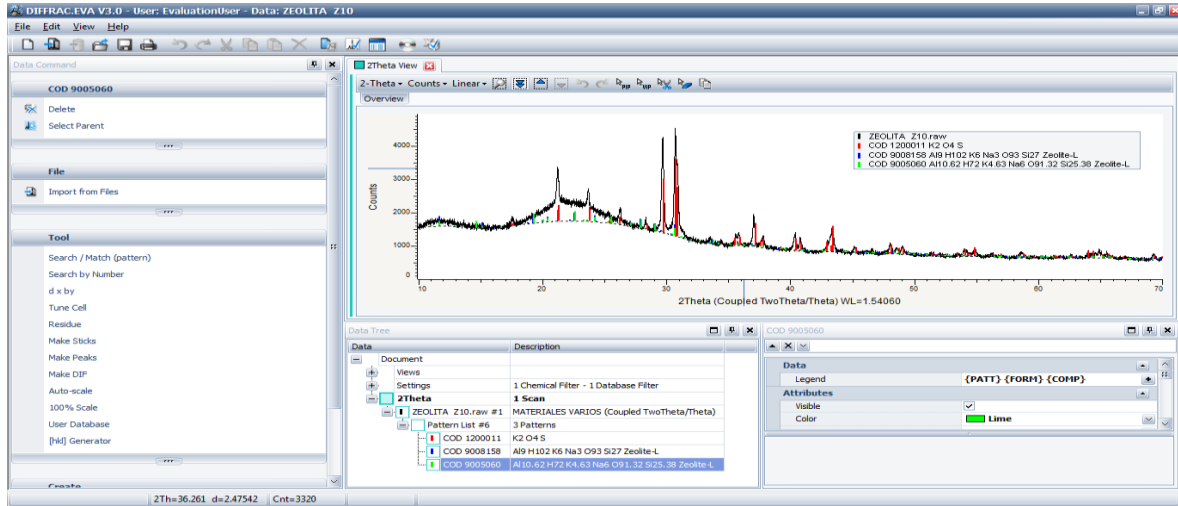 DIFFRAC.EVA V3.0 - User: EvaluationUser - Data: ZEOLITA Z10
File Edit View Help
Data Command
COD 9005060
Delete
Select Parent
File
Import from Files
Tool
Search / Match (pattern)
Search by Number
d x by
Tune Cell
Residue
Make Sticks
Make Peaks
Make DIF
Auto-scale
100% Scale
User Database
[hkl] Generator
Create
2Theta View
2-Theta Counts Linear
Overview
ZEOLITA Z10.raw
COD 1200011 K2 O4 S
COD 9008158 Al9 H102 K6 Na3 O93 Si27 Zeolite-L
COD 9005060 Al10.62 H72 K4.63 Na6 O91.32 Si25.38 Zeolite-L
Counts
4000
3000
2000
1000
0
10 20 30 40 50 60 70
2Theta (Coupled TwoTheta/Theta) WL=1.54060
Data Tree
Data Description
Document
Views
Settings 1 Chemical Filter - 1 Database Filter
2Theta 1 Scan
ZEOLITA Z10.raw #1 MATERIALES VARIOS (Coupled TwoTheta/Theta)
Pattern List #6 3 Patterns
COD 1200011 K2 O4 S
COD 9008158 Al9 H102 K6 Na3 O93 Si27 Zeolite-L
COD 9005060 Al10.62 H72 K4.63 Na6 O91.32 Si25.38 Zeolite-L
COD 9005060
Data
Legend {PATT} {FORM} {COMP}
Attributes
Visible
Color Lime
2Th=36.261 d=2.47542 Cnt=3320